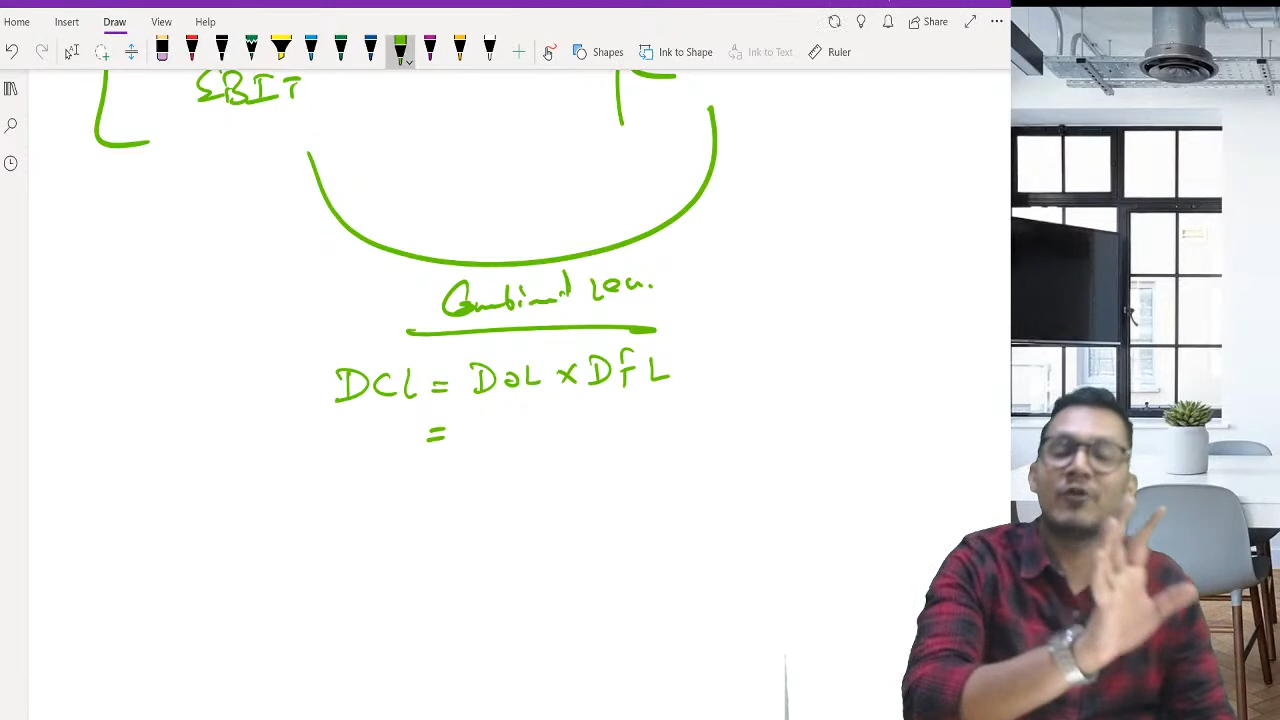 Home Insert Draw View Help Share
Shapes Ink to Shape Ink to Text Ruler
EBIT
Combined Lev.
DCL = DOL × DFL
=